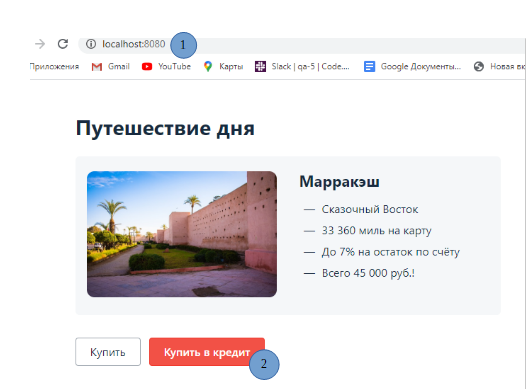 localhost:8080
1
Приложения Gmail YouTube Карты Slack | qa-5 | Code.... Google Документы... Новая вк
Путешествие дня
Марракэш
— Сказочный Восток
— 33 360 миль на карту
— До 7% на остаток по счёту
— Всего 45 000 руб.!
Купить Купить в кредит
2